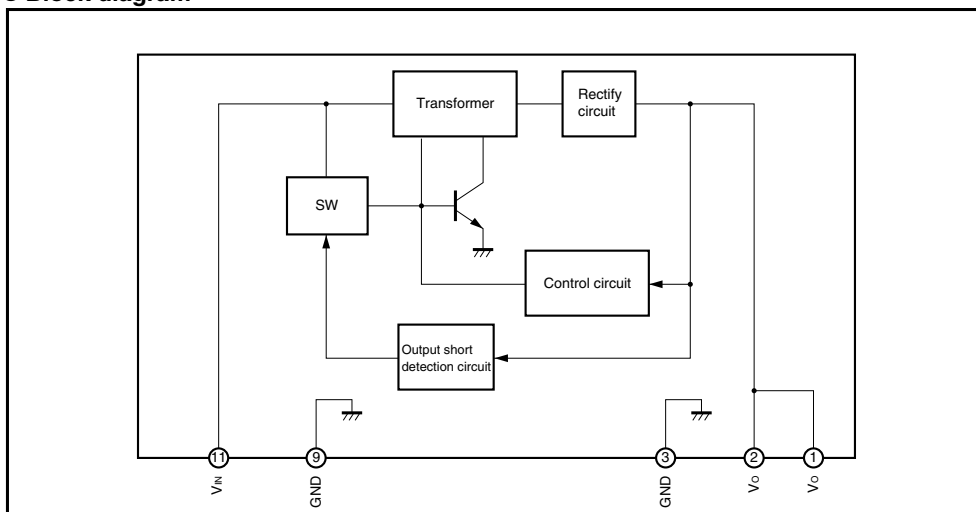 Block diagram
Transformer
Rectify
circuit
SW
Control circuit
Output short
detection circuit
11
9
3
2
1
VIN
GND
GND
VO
VO